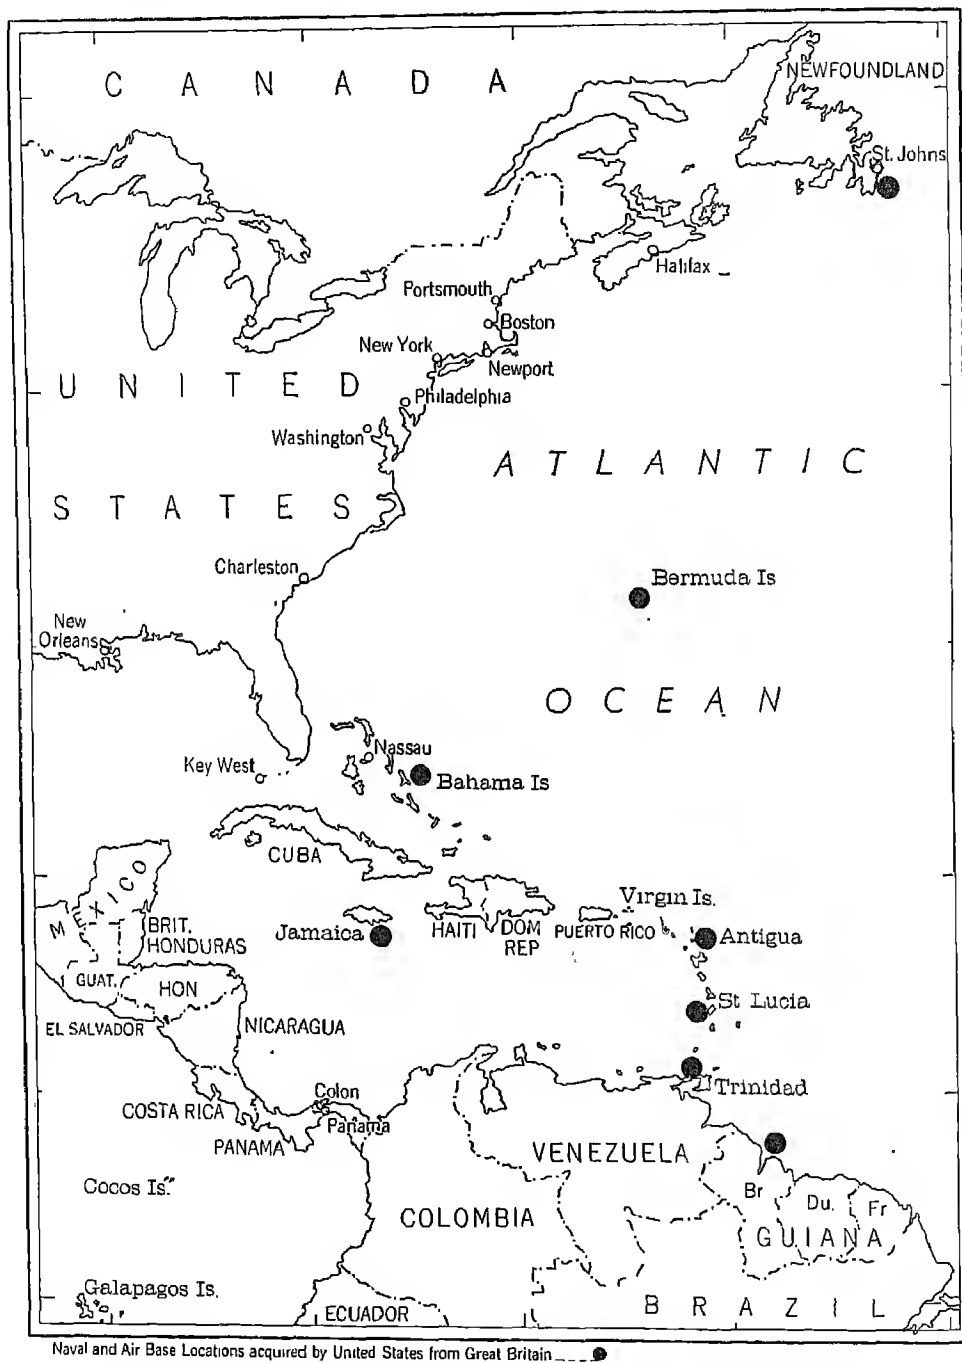 CANADA
NEWFOUNDLAND
St. Johns
Halifax
Portsmouth
Boston
New York
Newport
UNITED
Philadelphia
Washington
ATLANTIC
STATES
Charleston
Bermuda Is
New
Orleans
OCEAN
Nassau
Key West
Bahama Is
CUBA
MEXICO
Virgin Is.
BRIT.
HONDURAS
Jamaica
HAITI
DOM
REP
PUERTO RICO
Antigua
GUAT.
HON
St Lucia
EL SALVADOR
NICARAGUA
Colon
Trinidad
COSTA RICA
Panama
PANAMA
VENEZUELA
Cocos Is.
Br
Du.
Fr
COLOMBIA
GUIANA
Galapagos Is.
ECUADOR
BRAZIL
Naval and Air Base Locations acquired by United States from Great Britain